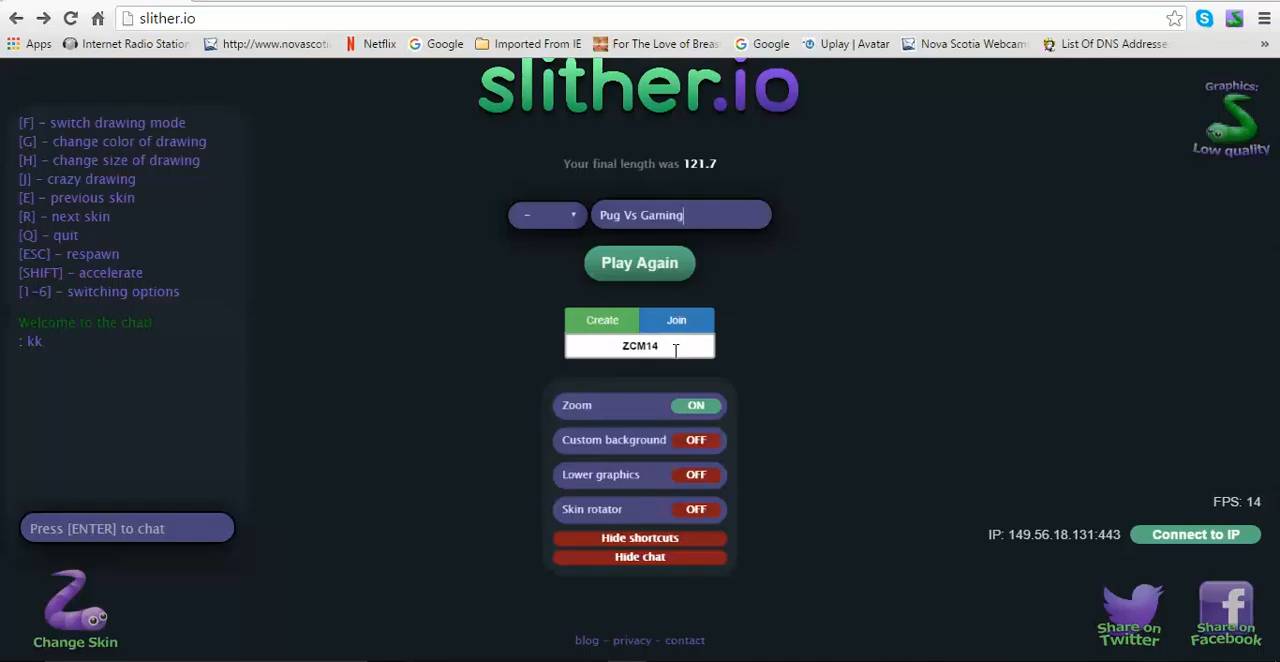 slither.io
Apps Internet Radio Station http://www.novascoti Netflix Google Imported From IE For The Love of Breas Google Uplay | Avatar Nova Scotia Webcam List Of DNS Addresse »
slither.io
Graphics:
Low quality
[F] - switch drawing mode
[G] - change color of drawing
[H] - change size of drawing
[J] - crazy drawing
[E] - previous skin
[R] - next skin
[Q] - quit
[ESC] - respawn
[SHIFT] - accelerate
[1-6] - switching options
Welcome to the chat!
: kk
Your final length was 121.7
- Pug Vs Gaming
Play Again
Create Join
ZCM14
Zoom ON
Custom background OFF
Lower graphics OFF
Skin rotator OFF
Hide shortcuts
Hide chat
Press [ENTER] to chat
FPS: 14
IP: 149.56.18.131:443 Connect to IP
Change Skin
blog - privacy - contact
Share on Twitter
Share on Facebook